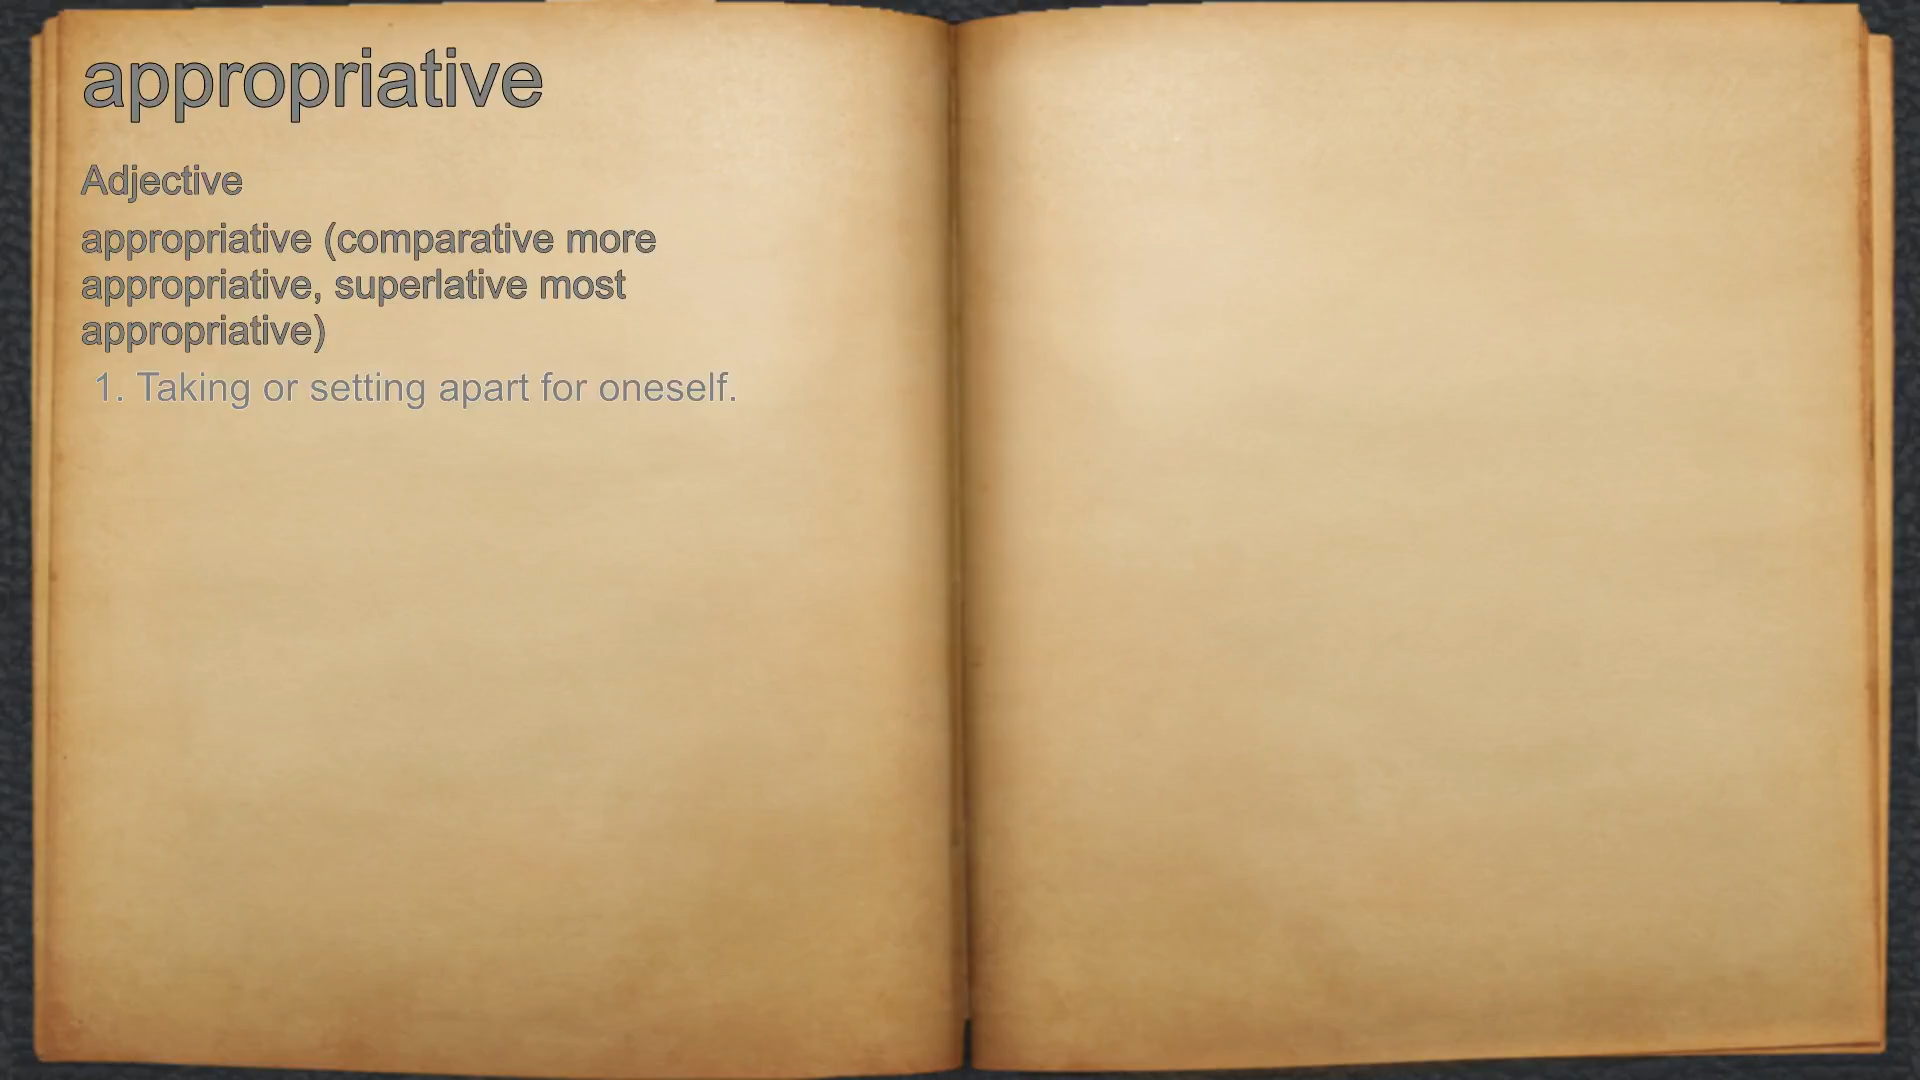 appropriative
Adjective
appropriative (comparative more
appropriative, superlative most
appropriative)
1. Taking or setting apart for oneself.